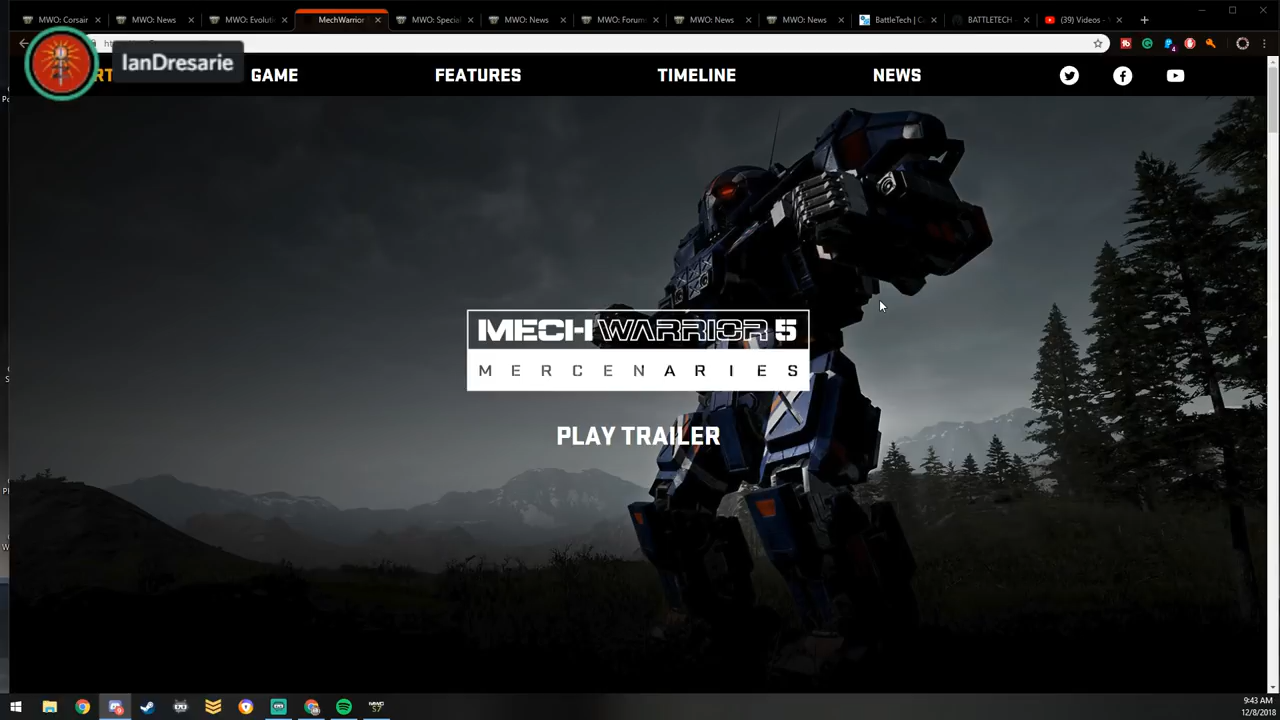 MWO: Corsair
MWO: News
MWO: Evoluti
MechWarrior
MWO: Special
MWO: News
MWO: Forum
MWO: News
MWO: News
BattleTech | C
BATTLETECH
(39) Videos -
IanDresarie
GAME
FEATURES
TIMELINE
NEWS
MECHWARRIOR 5
MERCENARIES
PLAY TRAILER
9:43 AM
12/8/2018